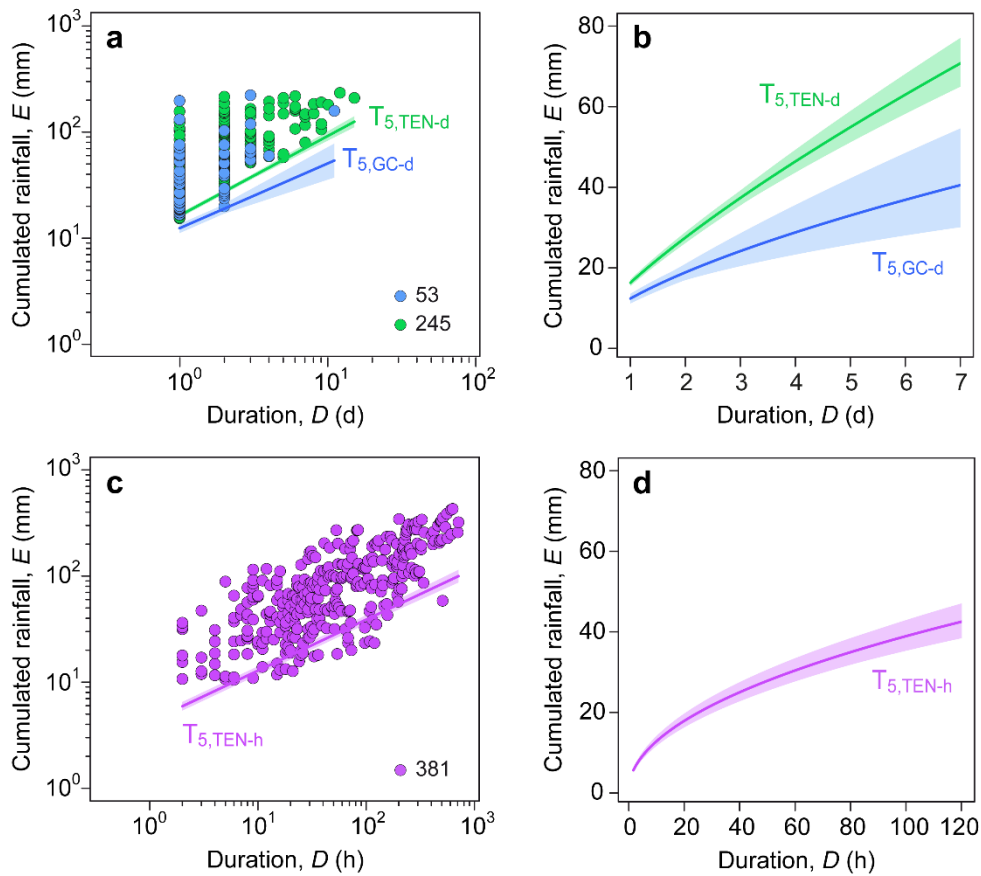 a
10³
10²
10¹
10⁰
Cumulated rainfall, E (mm)
T5,TEN-d
T5,GC-d
53
245
10⁰
10¹
10²
Duration, D (d)
b
80
60
40
20
0
Cumulated rainfall, E (mm)
T5,TEN-d
T5,GC-d
1 2 3 4 5 6 7
Duration, D (d)
c
10³
10²
10¹
10⁰
Cumulated rainfall, E (mm)
T5,TEN-h
381
10⁰
10¹
10²
10³
Duration, D (h)
d
80
60
40
20
0
Cumulated rainfall, E (mm)
T5,TEN-h
0 20 40 60 80 100 120
Duration, D (h)